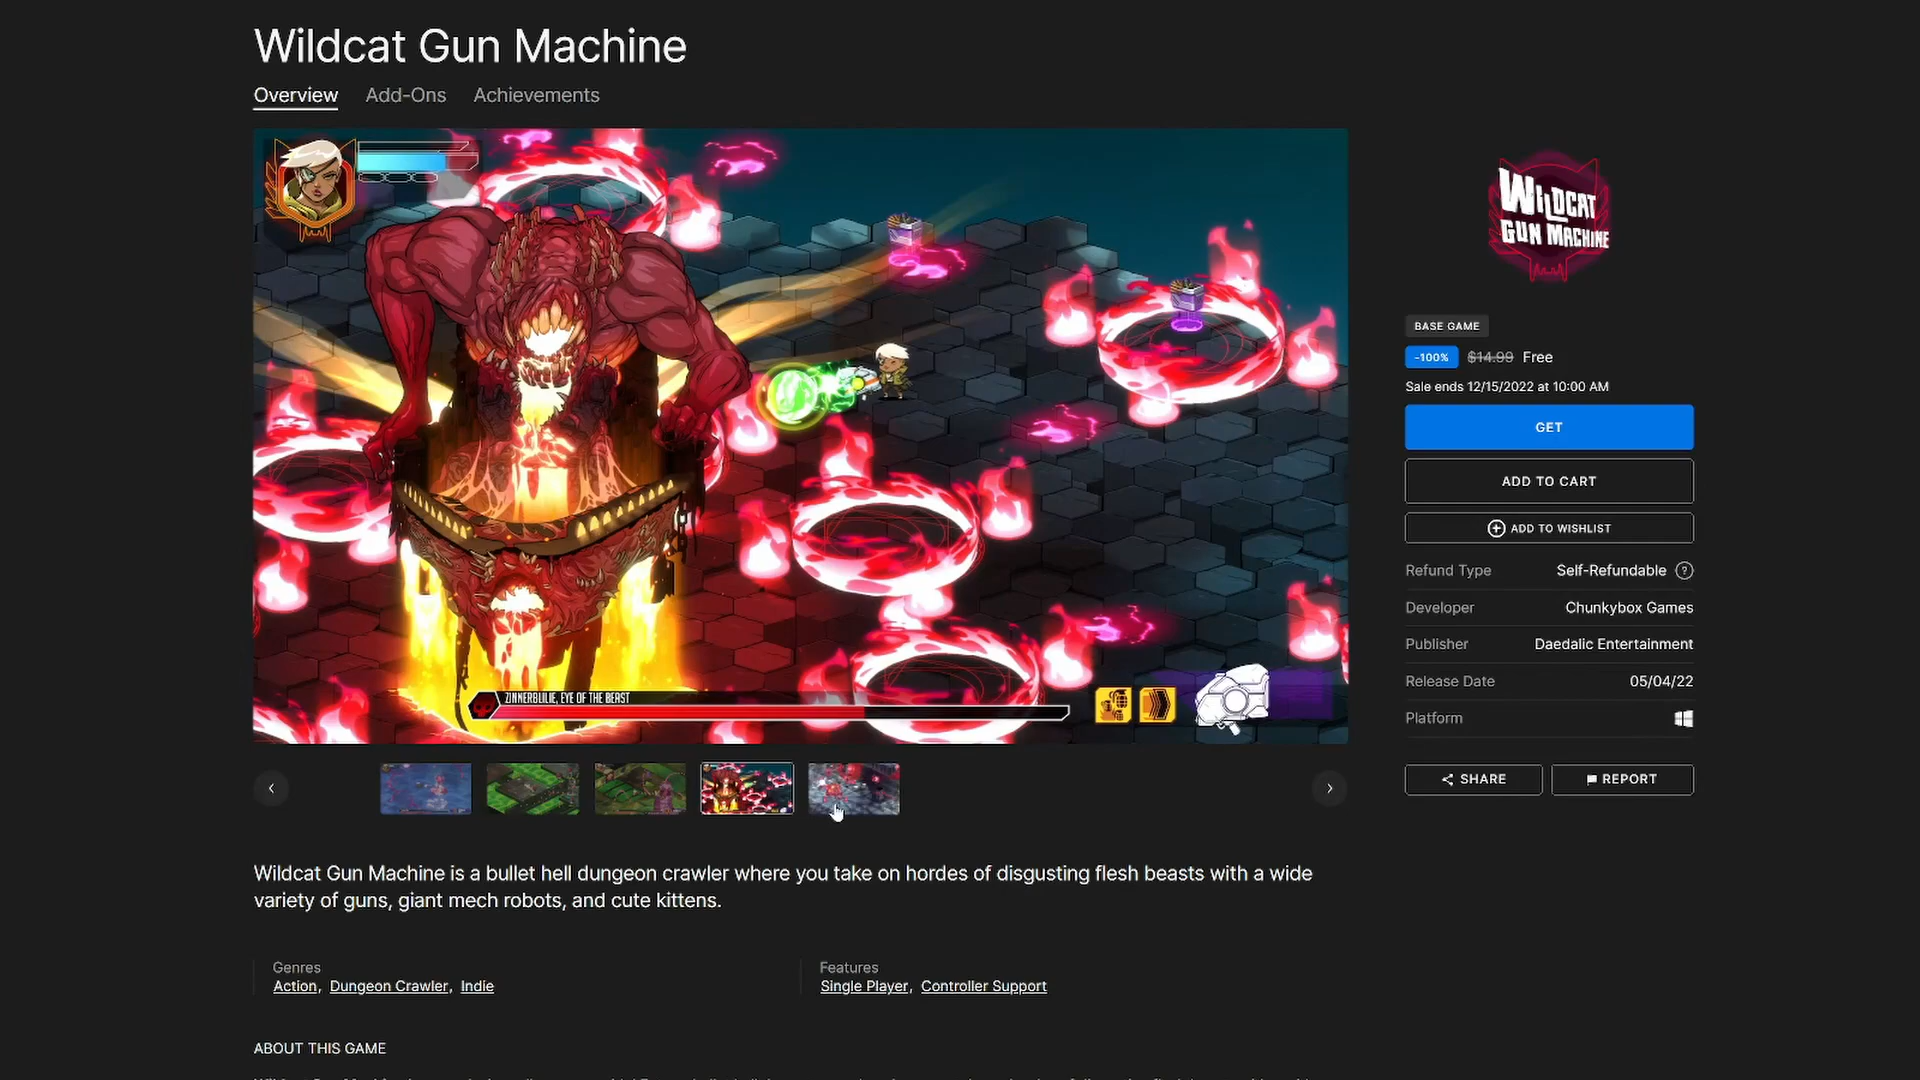 Wildcat Gun Machine
Overview Add-Ons Achievements
ZINNERBLILIE, EYE OF THE BEAST
WILDCAT
GUN MACHINE
BASE GAME
-100% $14.99 Free
Sale ends 12/15/2022 at 10:00 AM
GET
ADD TO CART
ADD TO WISHLIST
Refund Type Self-Refundable
Developer Chunkybox Games
Publisher Daedalic Entertainment
Release Date 05/04/22
Platform
SHARE REPORT
Wildcat Gun Machine is a bullet hell dungeon crawler where you take on hordes of disgusting flesh beasts with a wide
variety of guns, giant mech robots, and cute kittens.
Genres
Action, Dungeon Crawler, Indie
Features
Single Player, Controller Support
ABOUT THIS GAME